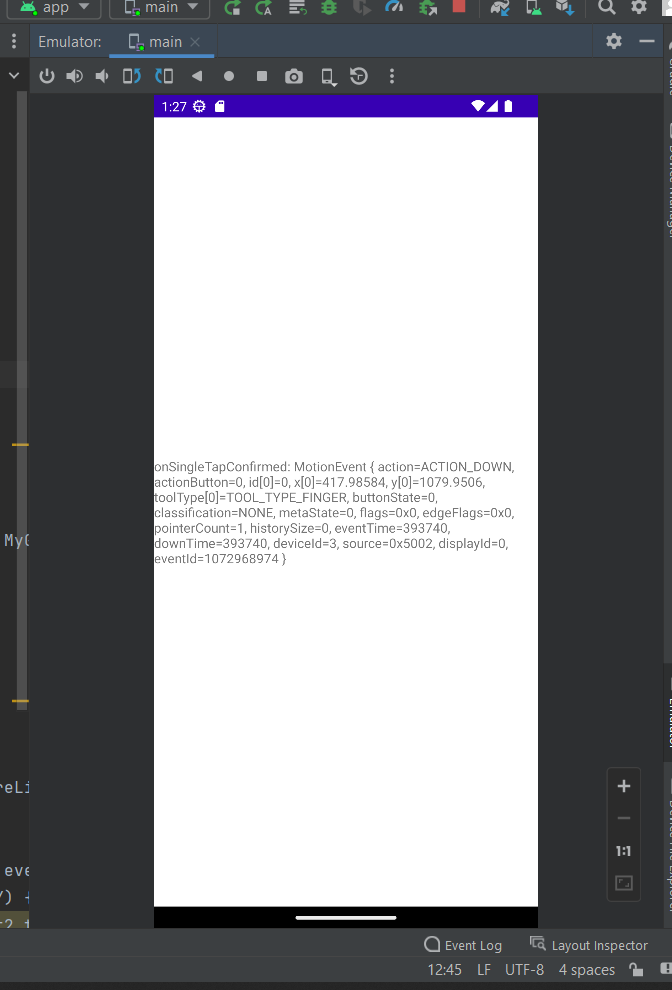 app
main
Emulator:
main
1:27
onSingleTapConfirmed: MotionEvent { action=ACTION_DOWN,
actionButton=0, id[0]=0, x[0]=417.98584, y[0]=1079.9506,
toolType[0]=TOOL_TYPE_FINGER, buttonState=0,
classification=NONE, metaState=0, flags=0x0, edgeFlags=0x0,
pointerCount=1, historySize=0, eventTime=393740,
downTime=393740, deviceId=3, source=0x5002, displayId=0,
eventId=1072968974 }
1:1
Event Log
Layout Inspector
12:45
LF
UTF-8
4 spaces